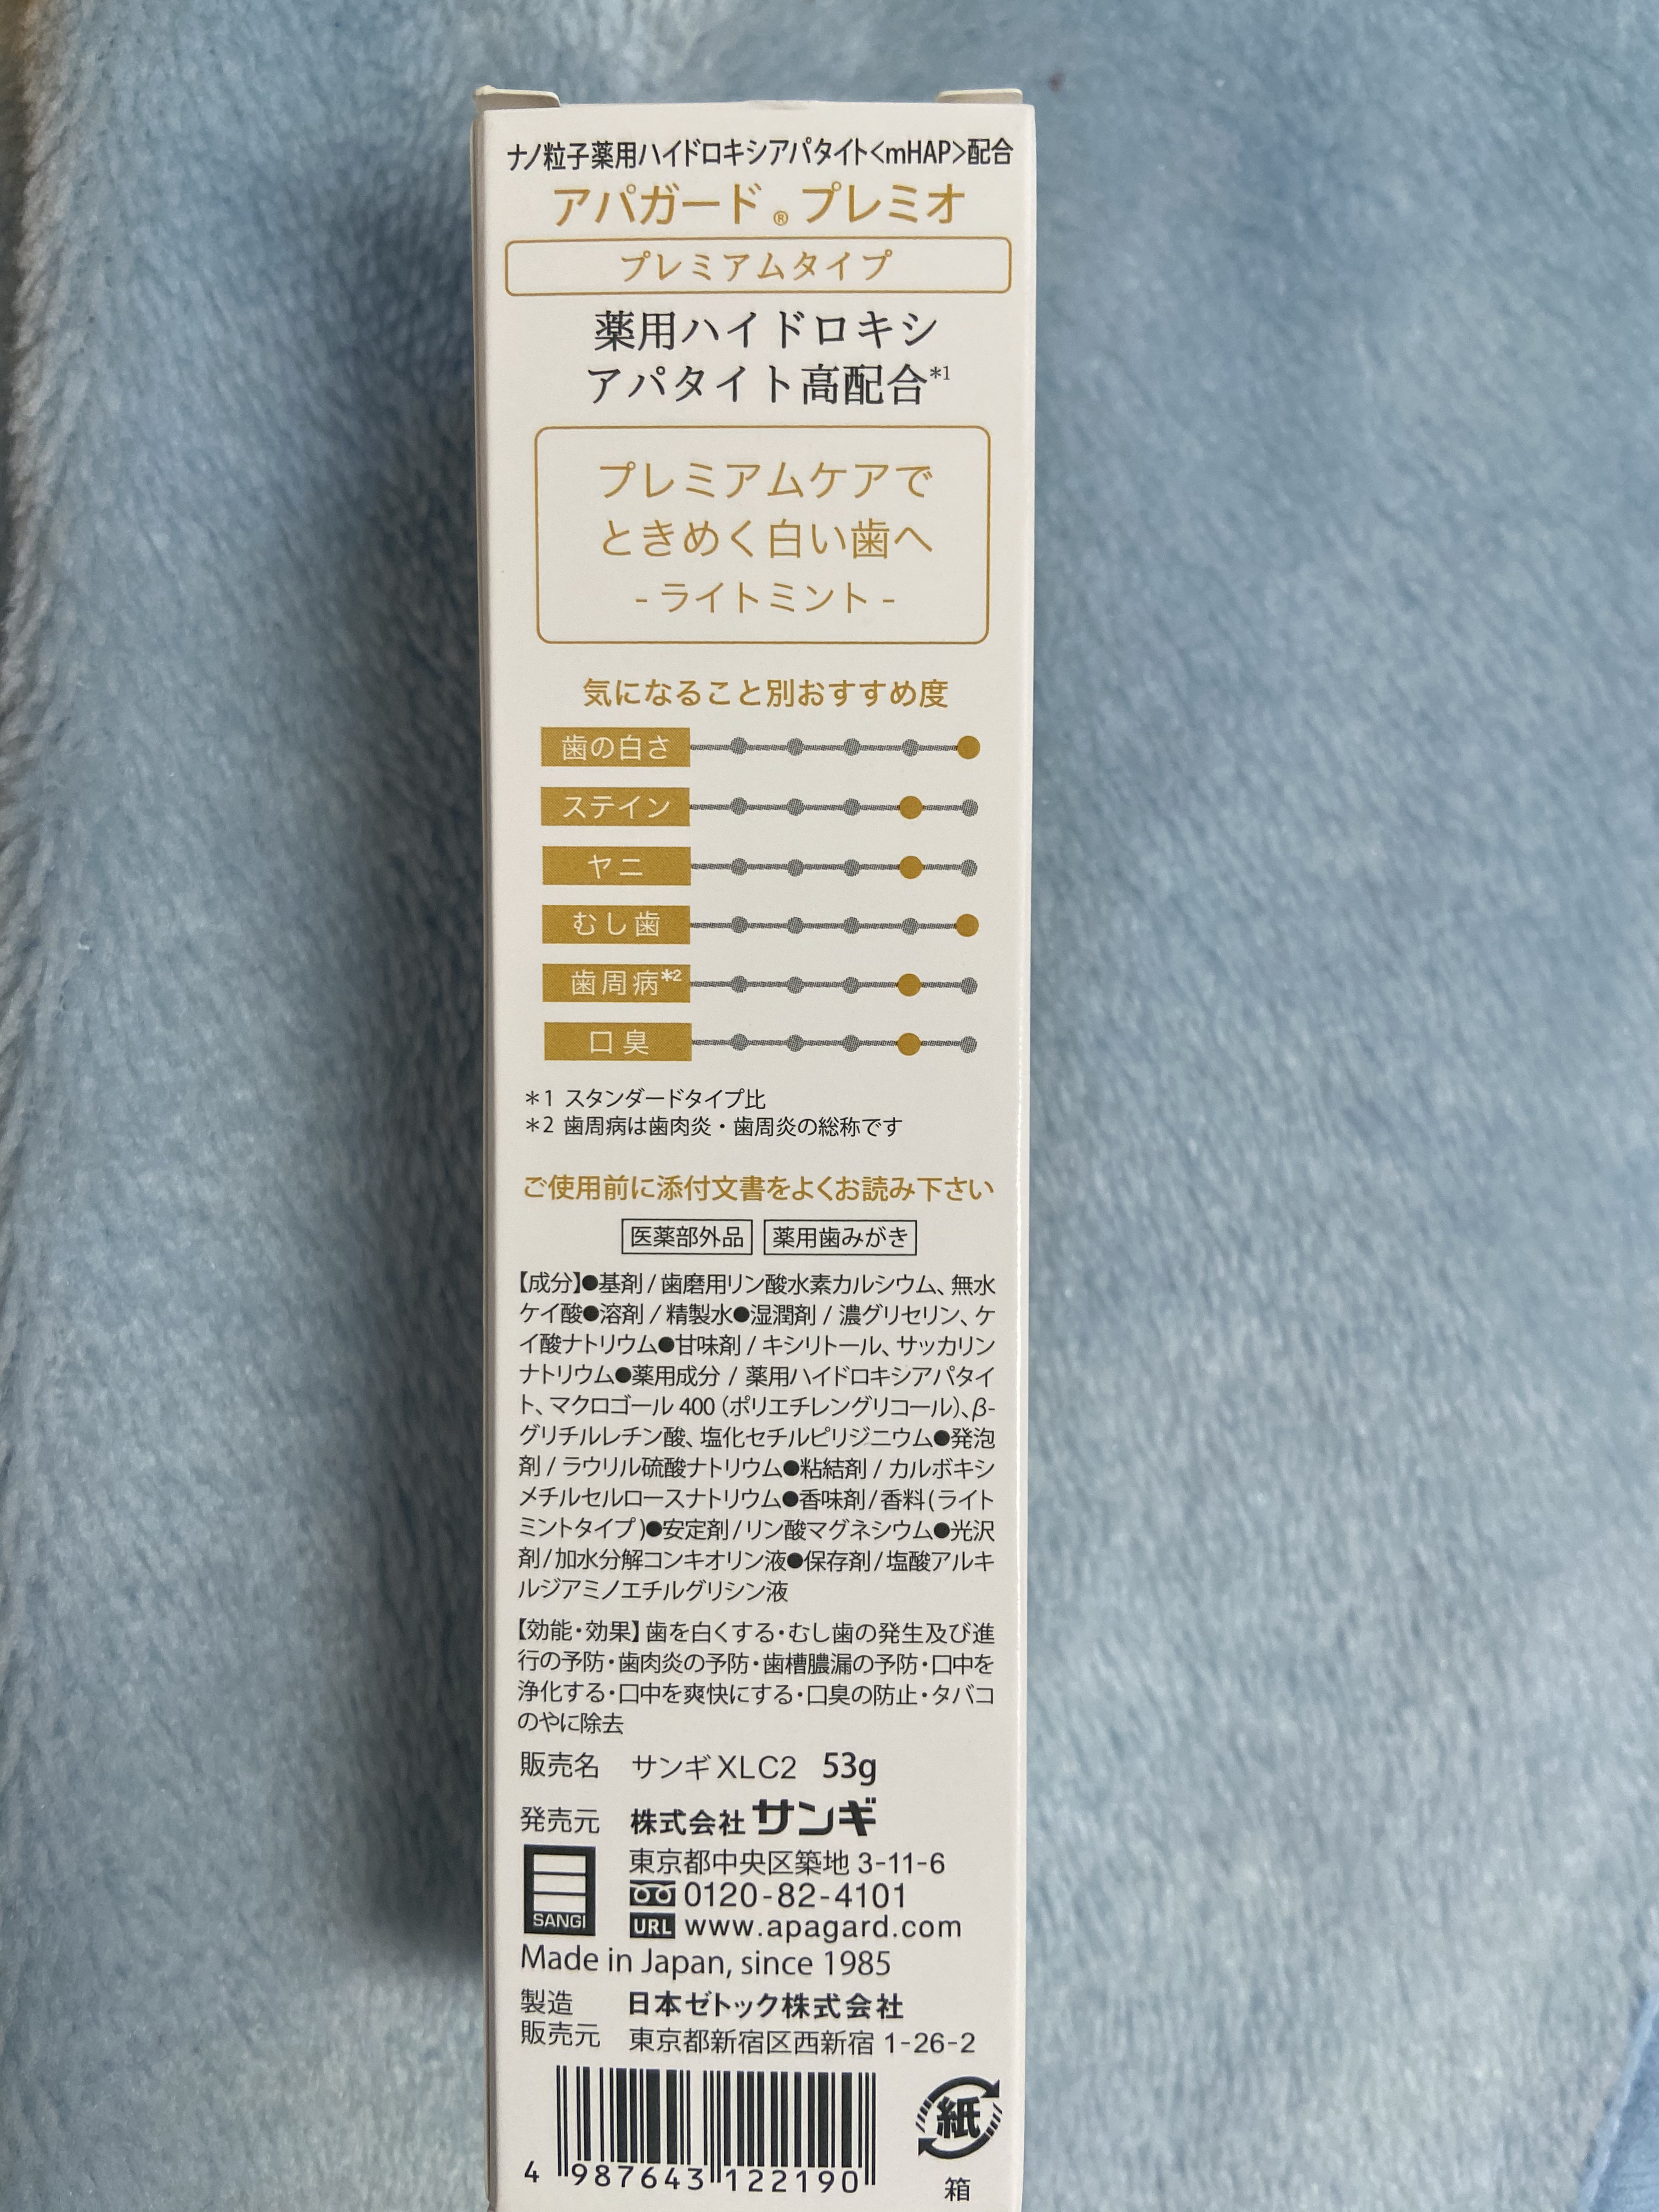 ナノ粒子薬用ハイドロキシアパタイト<mHAP>配合
アパガード®プレミオ
プレミアムタイプ
薬用ハイドロキシ
アパタイト高配合*1
プレミアムケアで
ときめく白い歯へ
- ライトミント -
気になること別おすすめ度
歯の白さ
ステイン
ヤニ
むし歯
歯周病*2
口臭
*1 スタンダードタイプ比
*2 歯周病は歯肉炎・歯周炎の総称です
ご使用前に添付文書をよくお読み下さい
医薬部外品 薬用歯みがき
【成分】●基剤/歯磨用リン酸水素カルシウム、無水
ケイ酸●溶剤/精製水●湿潤剤/濃グリセリン、ケ
イ酸ナトリウム●甘味剤/キシリトール、サッカリン
ナトリウム●薬用成分/薬用ハイドロキシアパタイ
ト、マクロゴール400(ポリエチレングリコール)、β-
グリチルレチン酸、塩化セチルピリジニウム●発泡
剤/ラウリル硫酸ナトリウム●粘結剤/カルボキシ
メチルセルロースナトリウム●香味剤/香料(ライト
ミントタイプ)●安定剤/リン酸マグネシウム●光沢
剤/加水分解コンキオリン液●保存剤/塩酸アルキ
ルジアミノエチルグリシン液
【効能・効果】歯を白くする・むし歯の発生及び進
行の予防・歯肉炎の予防・歯槽膿漏の予防・口中を
浄化する・口中を爽快にする・口臭の防止・タバコ
のやに除去
販売名 サンギXLC2 53g
発売元 株式会社サンギ
東京都中央区築地 3-11-6
0120-82-4101
SANGI
URL www.apagard.com
Made in Japan, since 1985
製造 日本ゼトック株式会社
販売元 東京都新宿区西新宿 1-26-2
紙
4 987643 122190
箱